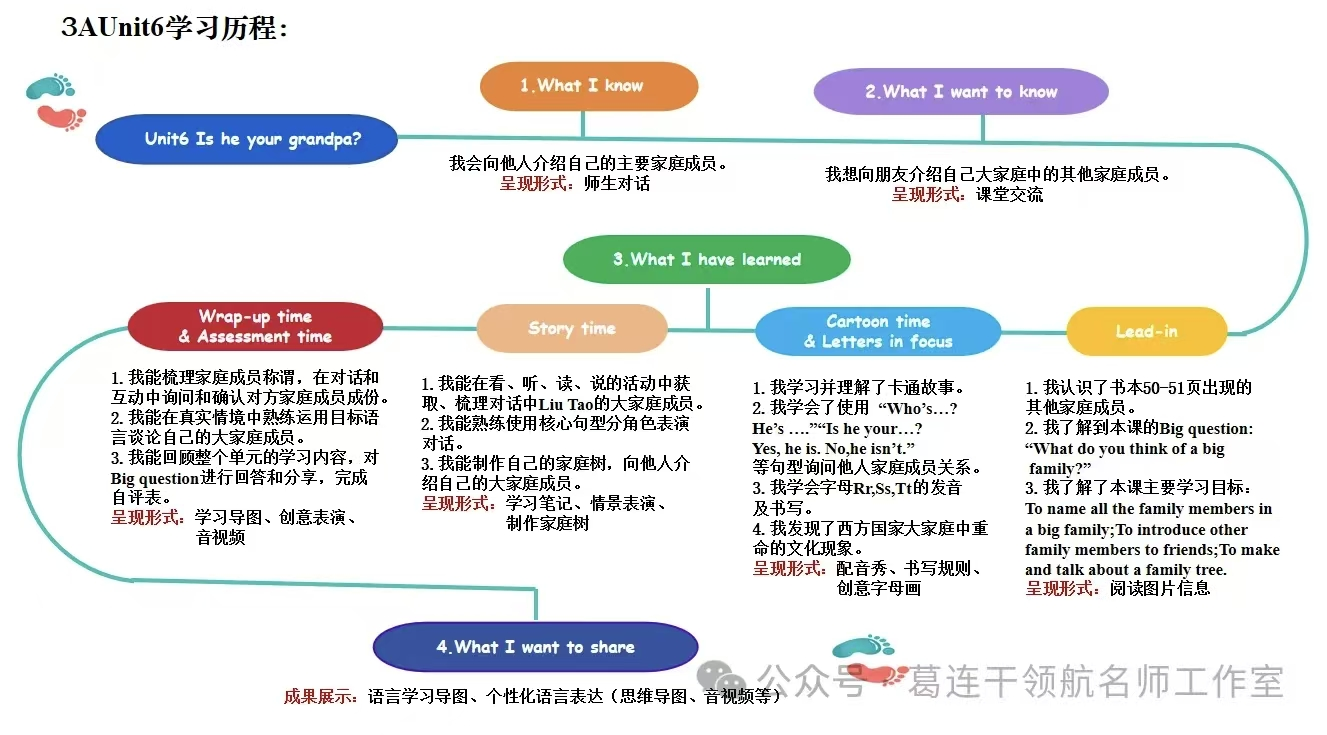 3AUnit6学习历程：
1.What I know
2.What I want to know
Unit6 Is he your grandpa?
我会向他人介绍自己的主要家庭成员。
呈现形式：师生对话
我想向朋友介绍自己大家庭中的其他家庭成员。
呈现形式：课堂交流
3.What I have learned
Lead-in
1. 我认识了书本50-51页出现的
其他家庭成员。
2. 我了解到本课的Big question:
“What do you think of a big
family?”
3. 我了解了本课主要学习目标：
To name all the family members in
a big family;To introduce other
family members to friends;To make
and talk about a family tree.
呈现形式：阅读图片信息
Cartoon time
& Letters in focus
1. 我学习并理解了卡通故事。
2. 我学会了使用 “Who’s…?
He’s ….”“Is he your…?
Yes, he is. No,he isn’t.”
等句型询问他人家庭成员关系。
3. 我学会字母Rr,Ss,Tt的发音
及书写。
4. 我发现了西方国家大家庭中重
命的文化现象。
呈现形式：配音秀、书写规则、
创意字母画
Story time
1. 我能在看、听、读、说的活动中获
取、梳理对话中Liu Tao的大家庭成员。
2. 我能熟练使用核心句型分角色表演
对话。
3. 我能制作自己的家庭树，向他人介
绍自己的大家庭成员。
呈现形式：学习笔记、情景表演、
制作家庭树
Wrap-up time
& Assessment time
1. 我能梳理家庭成员称谓，在对话和
互动中询问和确认对方家庭成员成份。
2. 我能在真实情境中熟练运用目标语
言谈论自己的大家庭成员。
3. 我能回顾整个单元的学习内容，对
Big question进行回答和分享，完成
自评表。
呈现形式：学习导图、创意表演、
音视频
4.What I want to share
成果展示：语言学习导图、个性化语言表达（思维导图、音视频等）
公众号 葛连干领航名师工作室